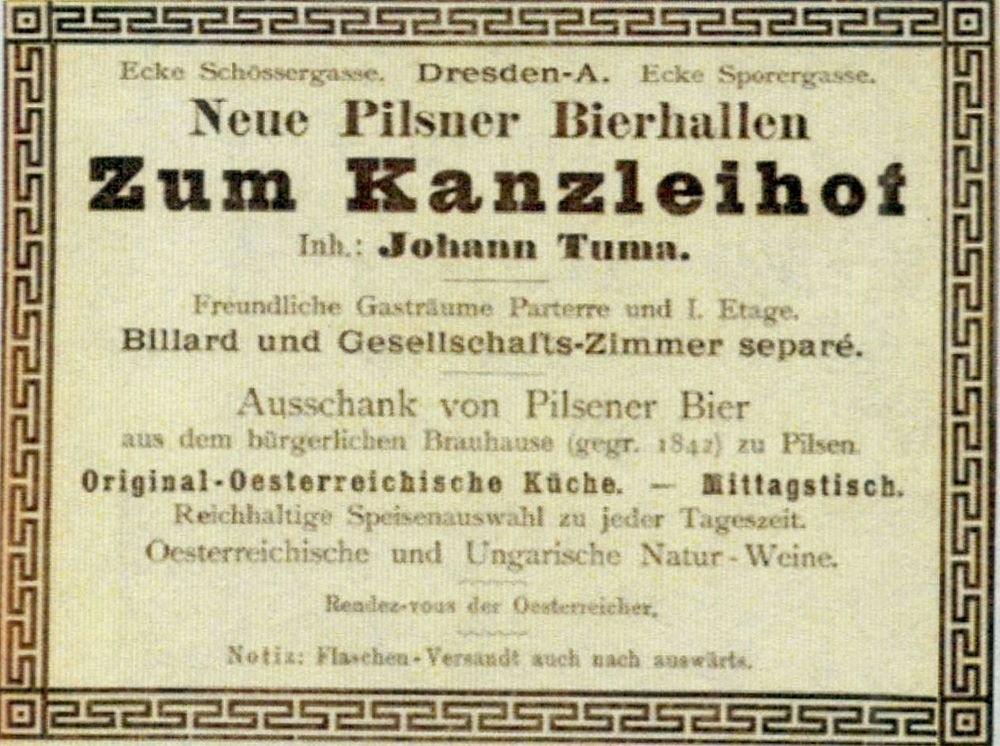 Ecke Schössergasse. Dresden-A. Ecke Sporergasse.
Neue Pilsner Bierhallen
Zum Kanzleihof
Inh.: Johann Tuma.
Freundliche Gasträume Parterre und I. Etage.
Billard und Gesellschafts-Zimmer separé.
Ausschank von Pilsener Bier
aus dem bürgerlichen Brauhause (gegr. 1842) zu Pilsen.
Original-Oesterreichische Küche. — Mittagstisch.
Reichhaltige Speisenauswahl zu jeder Tageszeit.
Oesterreichische und Ungarische Natur-Weine.
Rendez-vous der Oesterreicher.
Notiz: Flaschen-Versandt auch nach auswärts.